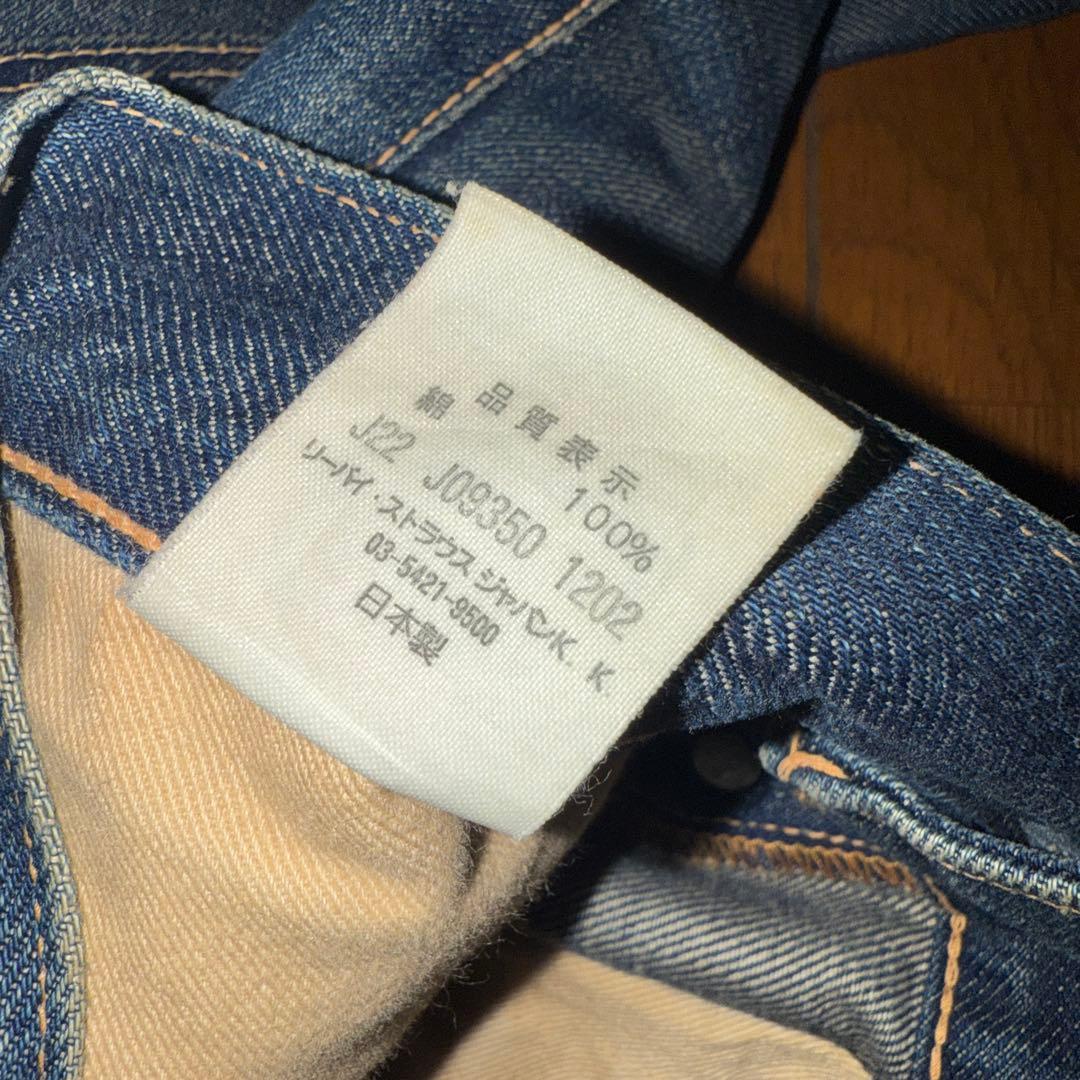 品質表示
綿 100%
J22 J09350 1202
リーバイ・ストラウス ジャパンK.K.
03-5421-9500
日本製